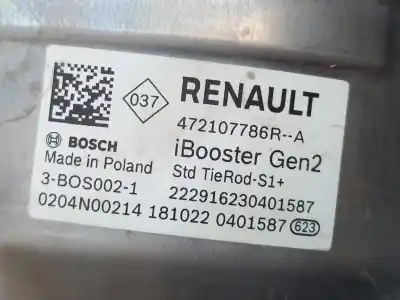 037
RENAULT
472107786R--A
BOSCH
Made in Poland
iBooster Gen2
Std TieRod-S1+
3-BOS002-1
222916230401587
0204N00214 181022 0401587 623